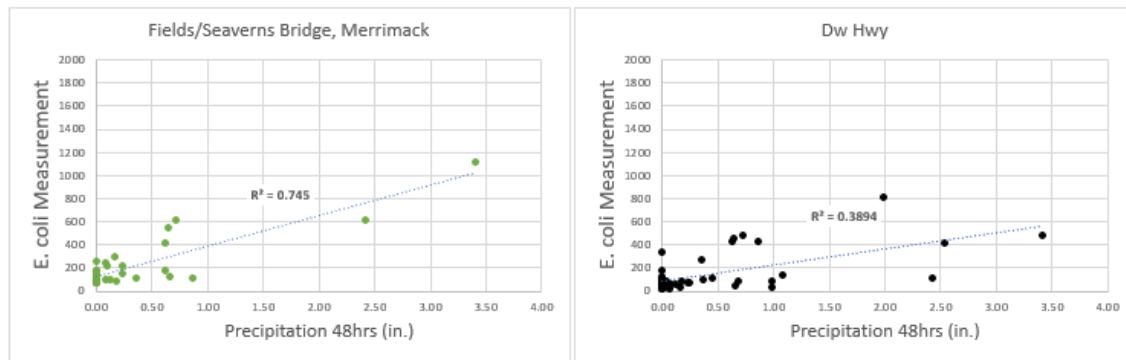 Fields/Seaverns Bridge, Merrimack
E. coli Measurement
2000
1800
1600
1400
1200
1000
800
600
400
200
0
R² = 0.745
0.00 0.50 1.00 1.50 2.00 2.50 3.00 3.50 4.00
Precipitation 48hrs (in.)
Dw Hwy
E. coli Measurement
2000
1800
1600
1400
1200
1000
800
600
400
200
0
R² = 0.3894
0.00 0.50 1.00 1.50 2.00 2.50 3.00 3.50 4.00
Precipitation 48hrs (in.)